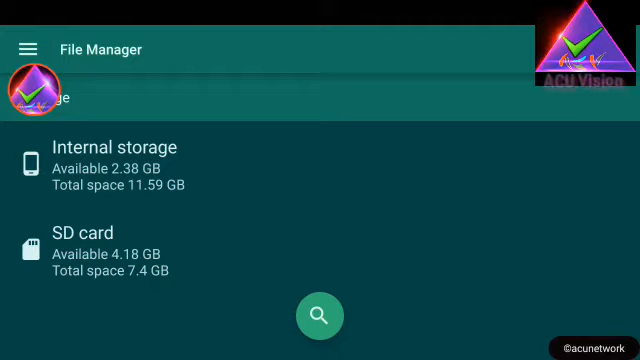 File Manager
ge
Internal storage
Available 2.38 GB
Total space 11.59 GB
SD card
Available 4.18 GB
Total space 7.4 GB
ACU Vision
©acunetwork